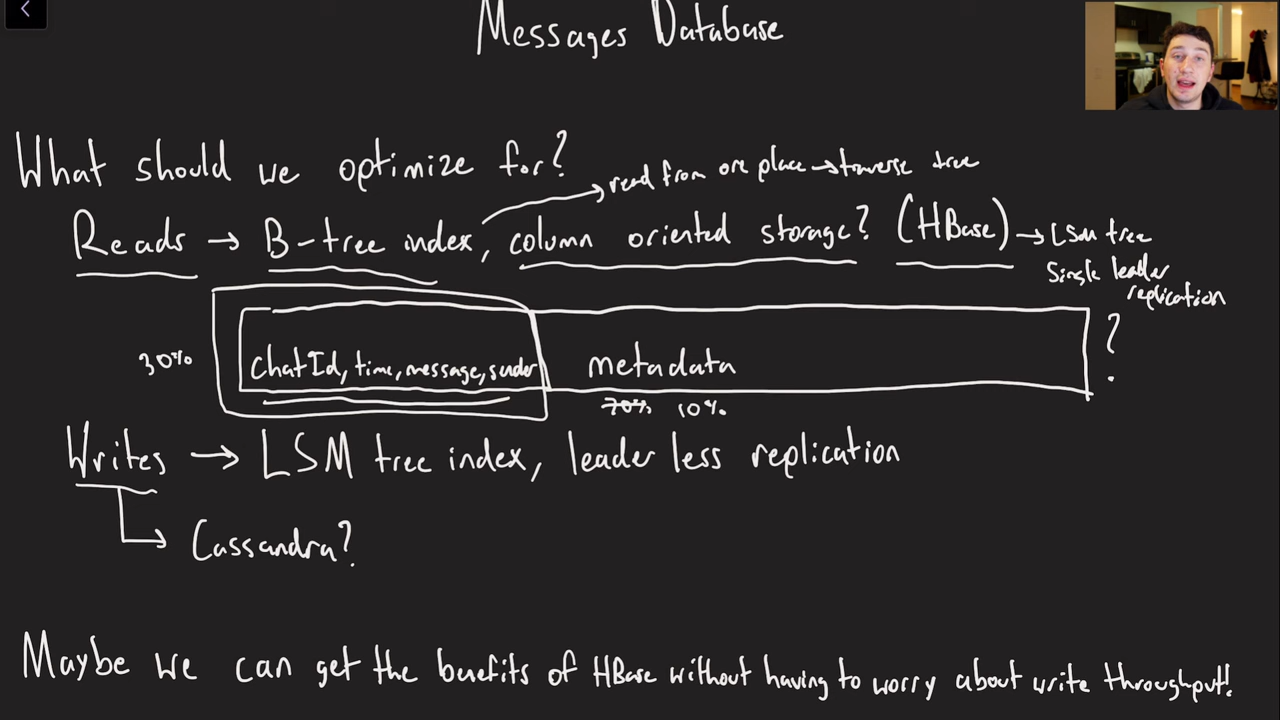 Messages Database
What should we optimize for?
read from one place → traverse tree
Reads → B-tree index, column oriented storage? (HBase) → LSM tree
Single leader
replication
30%
chatId, time, message, sender
metadata
?
70% 10%
Writes → LSM tree index, leader less replication
Cassandra?
Maybe we can get the benefits of HBase without having to worry about write throughput!